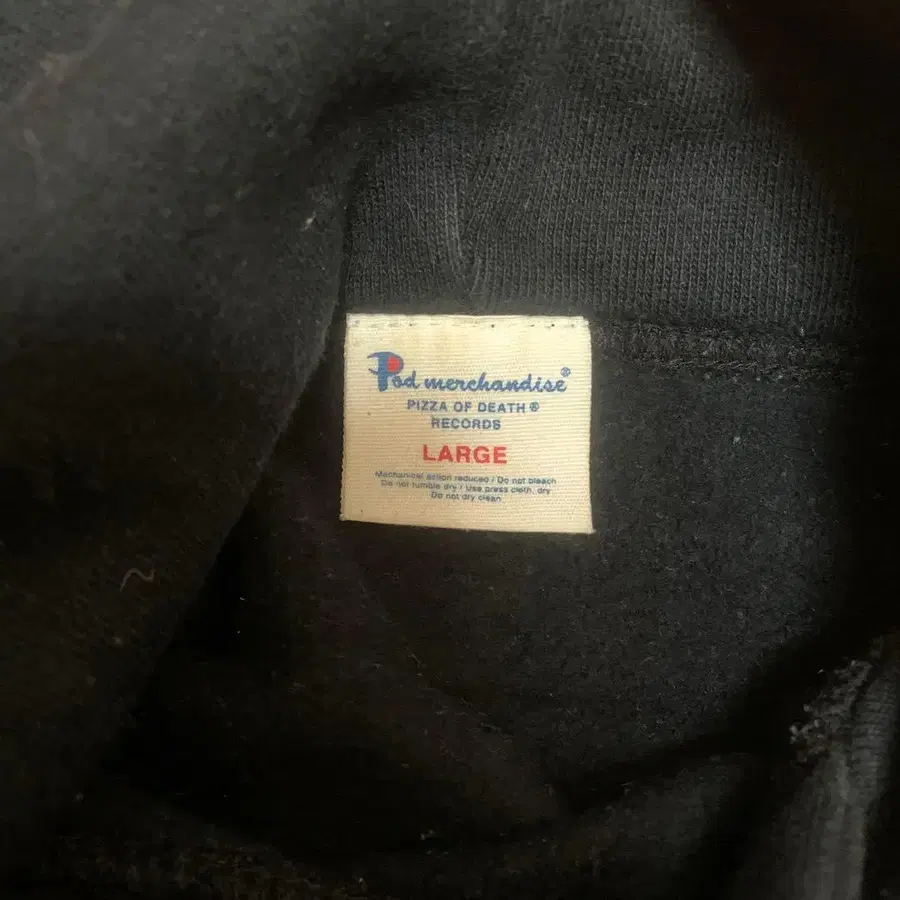 Pod merchandise®
PIZZA OF DEATH®
RECORDS
LARGE
Mechanical action reduced / Do not bleach
Do not tumble dry / Use press cloth, dry
Do not dry clean